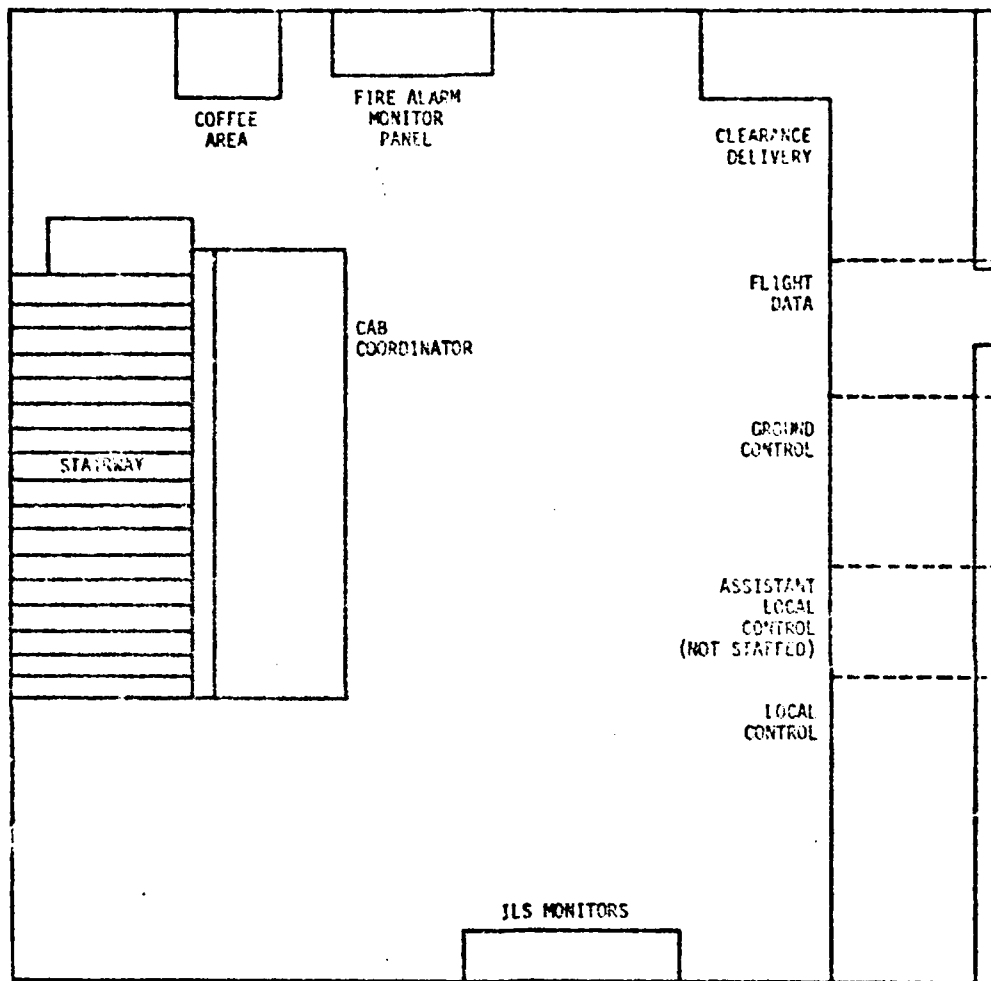 COFFEE
AREA
FIRE ALARM
MONITOR
PANEL
CLEARANCE
DELIVERY
FLIGHT
DATA
CAB
COORDINATOR
GROUND
CONTROL
STAIRWAY
ASSISTANT
LOCAL
CONTROL
(NOT STAFFED)
LOCAL
CONTROL
ILS MONITORS